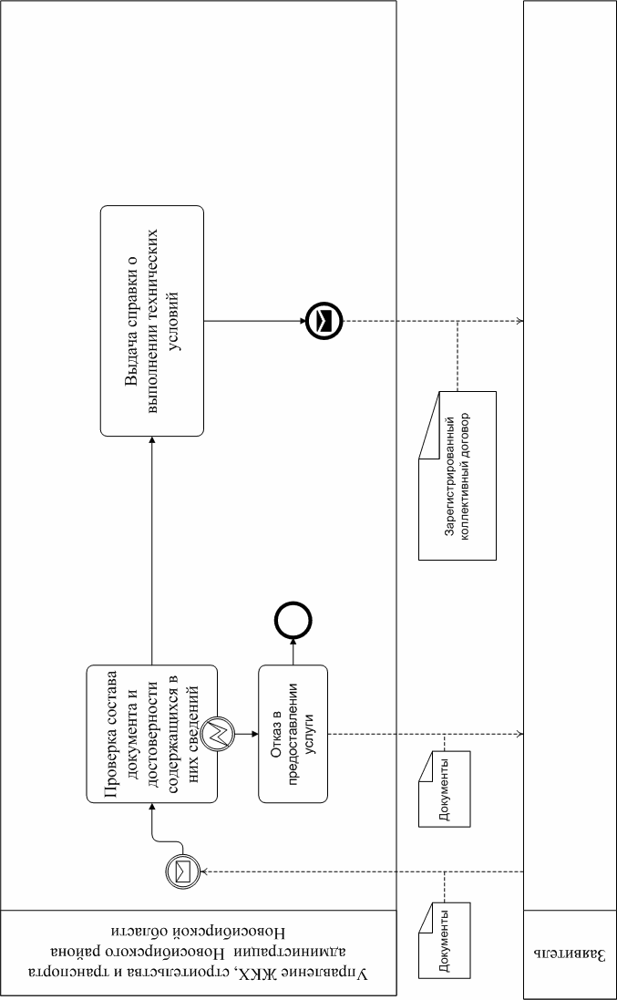 Управление ЖКХ, строительства и транспорта
администрации Новосибирского района
Новосибирской области
Проверка состава
документа и
достоверности
содержащихся в
них сведений
Выдача справки о
выполнении технических
условий
Отказ в
предоставлении
услуги
Документы
Документы
Зарегистрированный
коллективный договор
Заявитель